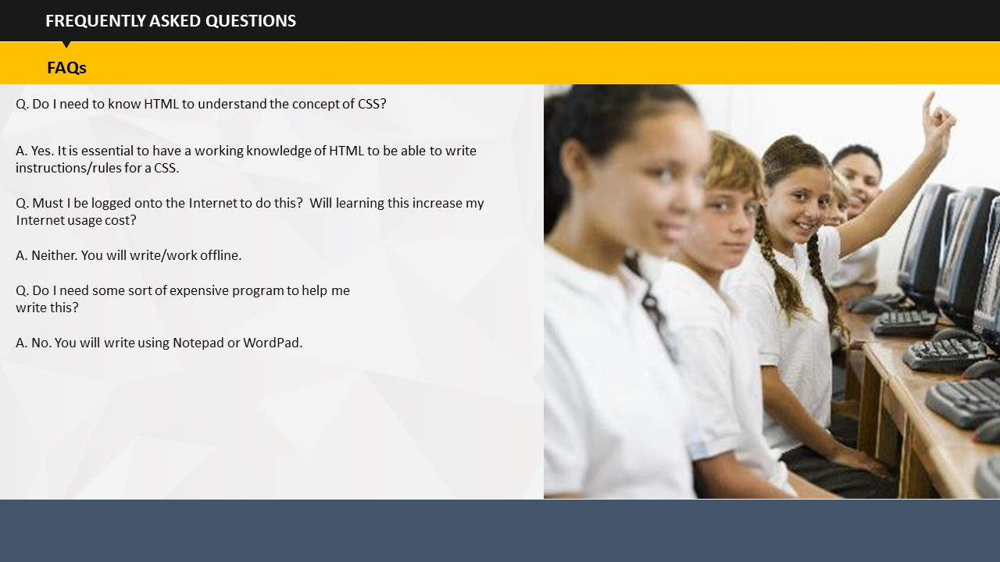 FREQUENTLY ASKED QUESTIONS
FAQs
Q. Do I need to know HTML to understand the concept of CSS?
A. Yes. It is essential to have a working knowledge of HTML to be able to write
instructions/rules for a CSS.
Q. Must I be logged onto the Internet to do this?  Will learning this increase my
Internet usage cost?
A. Neither. You will write/work offline.
Q. Do I need some sort of expensive program to help me
write this?
A. No. You will write using Notepad or WordPad.